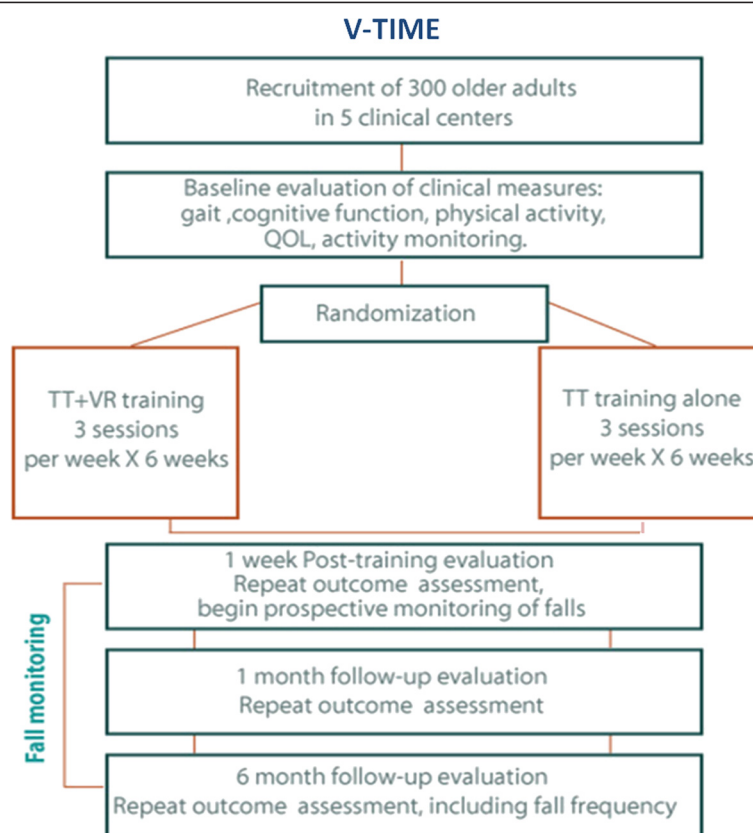 V-TIME
Recruitment of 300 older adults
in 5 clinical centers
Baseline evaluation of clinical measures:
gait ,cognitive function, physical activity,
QOL, activity monitoring.
Randomization
TT+VR training
3 sessions
per week X 6 weeks
TT training alone
3 sessions
per week X 6 weeks
1 week Post-training evaluation
Repeat outcome assessment,
begin prospective monitoring of falls
Fall monitoring
1 month follow-up evaluation
Repeat outcome assessment
6 month follow-up evaluation
Repeat outcome assessment, including fall frequency